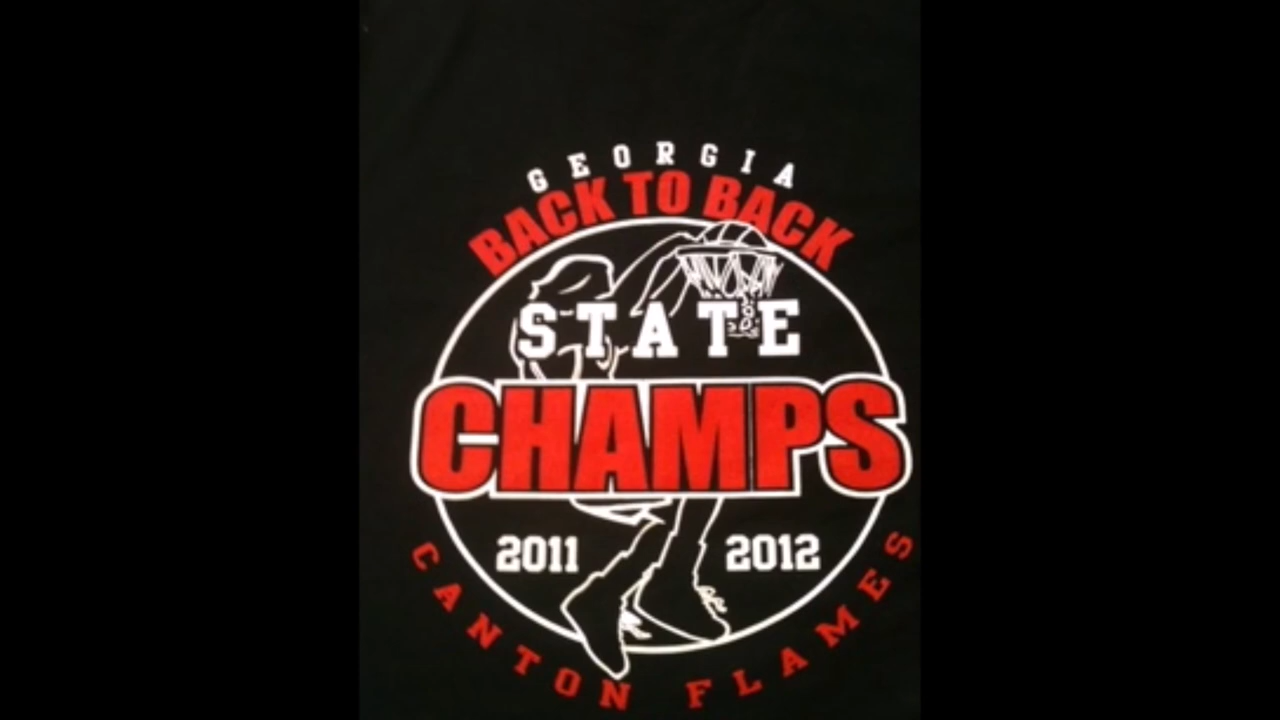 GEORGIA
BACK TO BACK
STATE
CHAMPS
2011 2012
CANTON FLAMES